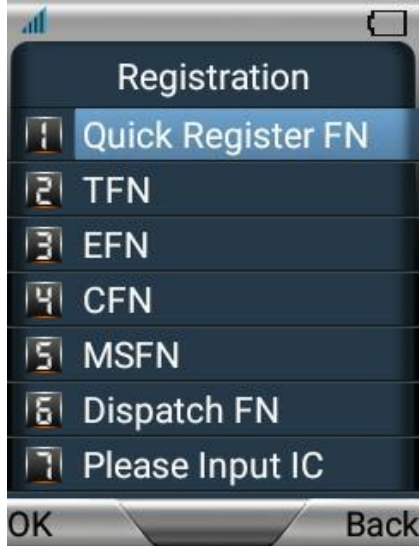 Registration
1 Quick Register FN
2 TFN
3 EFN
4 CFN
5 MSFN
6 Dispatch FN
7 Please Input IC
OK Back